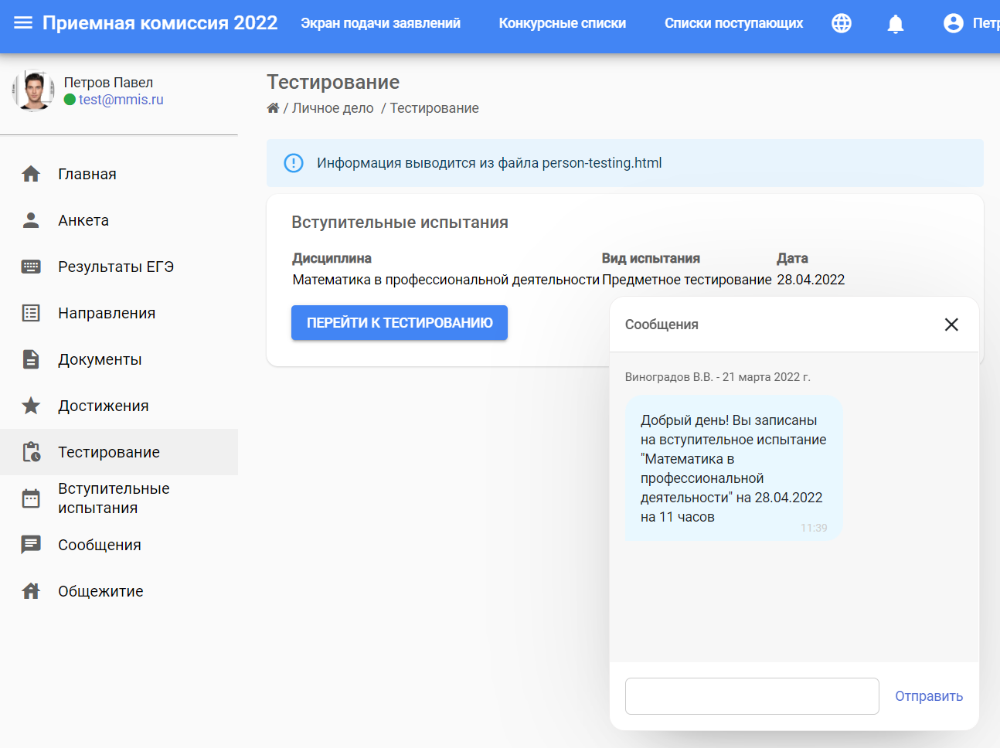 Приемная комиссия 2022
Экран подачи заявлений
Конкурсные списки
Списки поступающих
Петр
Петров Павел
test@mmis.ru
Главная
Анкета
Результаты ЕГЭ
Направления
Документы
Достижения
Тестирование
Вступительные
испытания
Сообщения
Общежитие
Тестирование
/ Личное дело / Тестирование
Информация выводится из файла person-testing.html
Вступительные испытания
Дисциплина Вид испытания Дата
Математика в профессиональной деятельности Предметное тестирование 28.04.2022
ПЕРЕЙТИ К ТЕСТИРОВАНИЮ
Сообщения
Виноградов В.В. - 21 марта 2022 г.
Добрый день! Вы записаны
на вступительное испытание
"Математика в
профессиональной
деятельности" на 28.04.2022
на 11 часов
11:39
Отправить